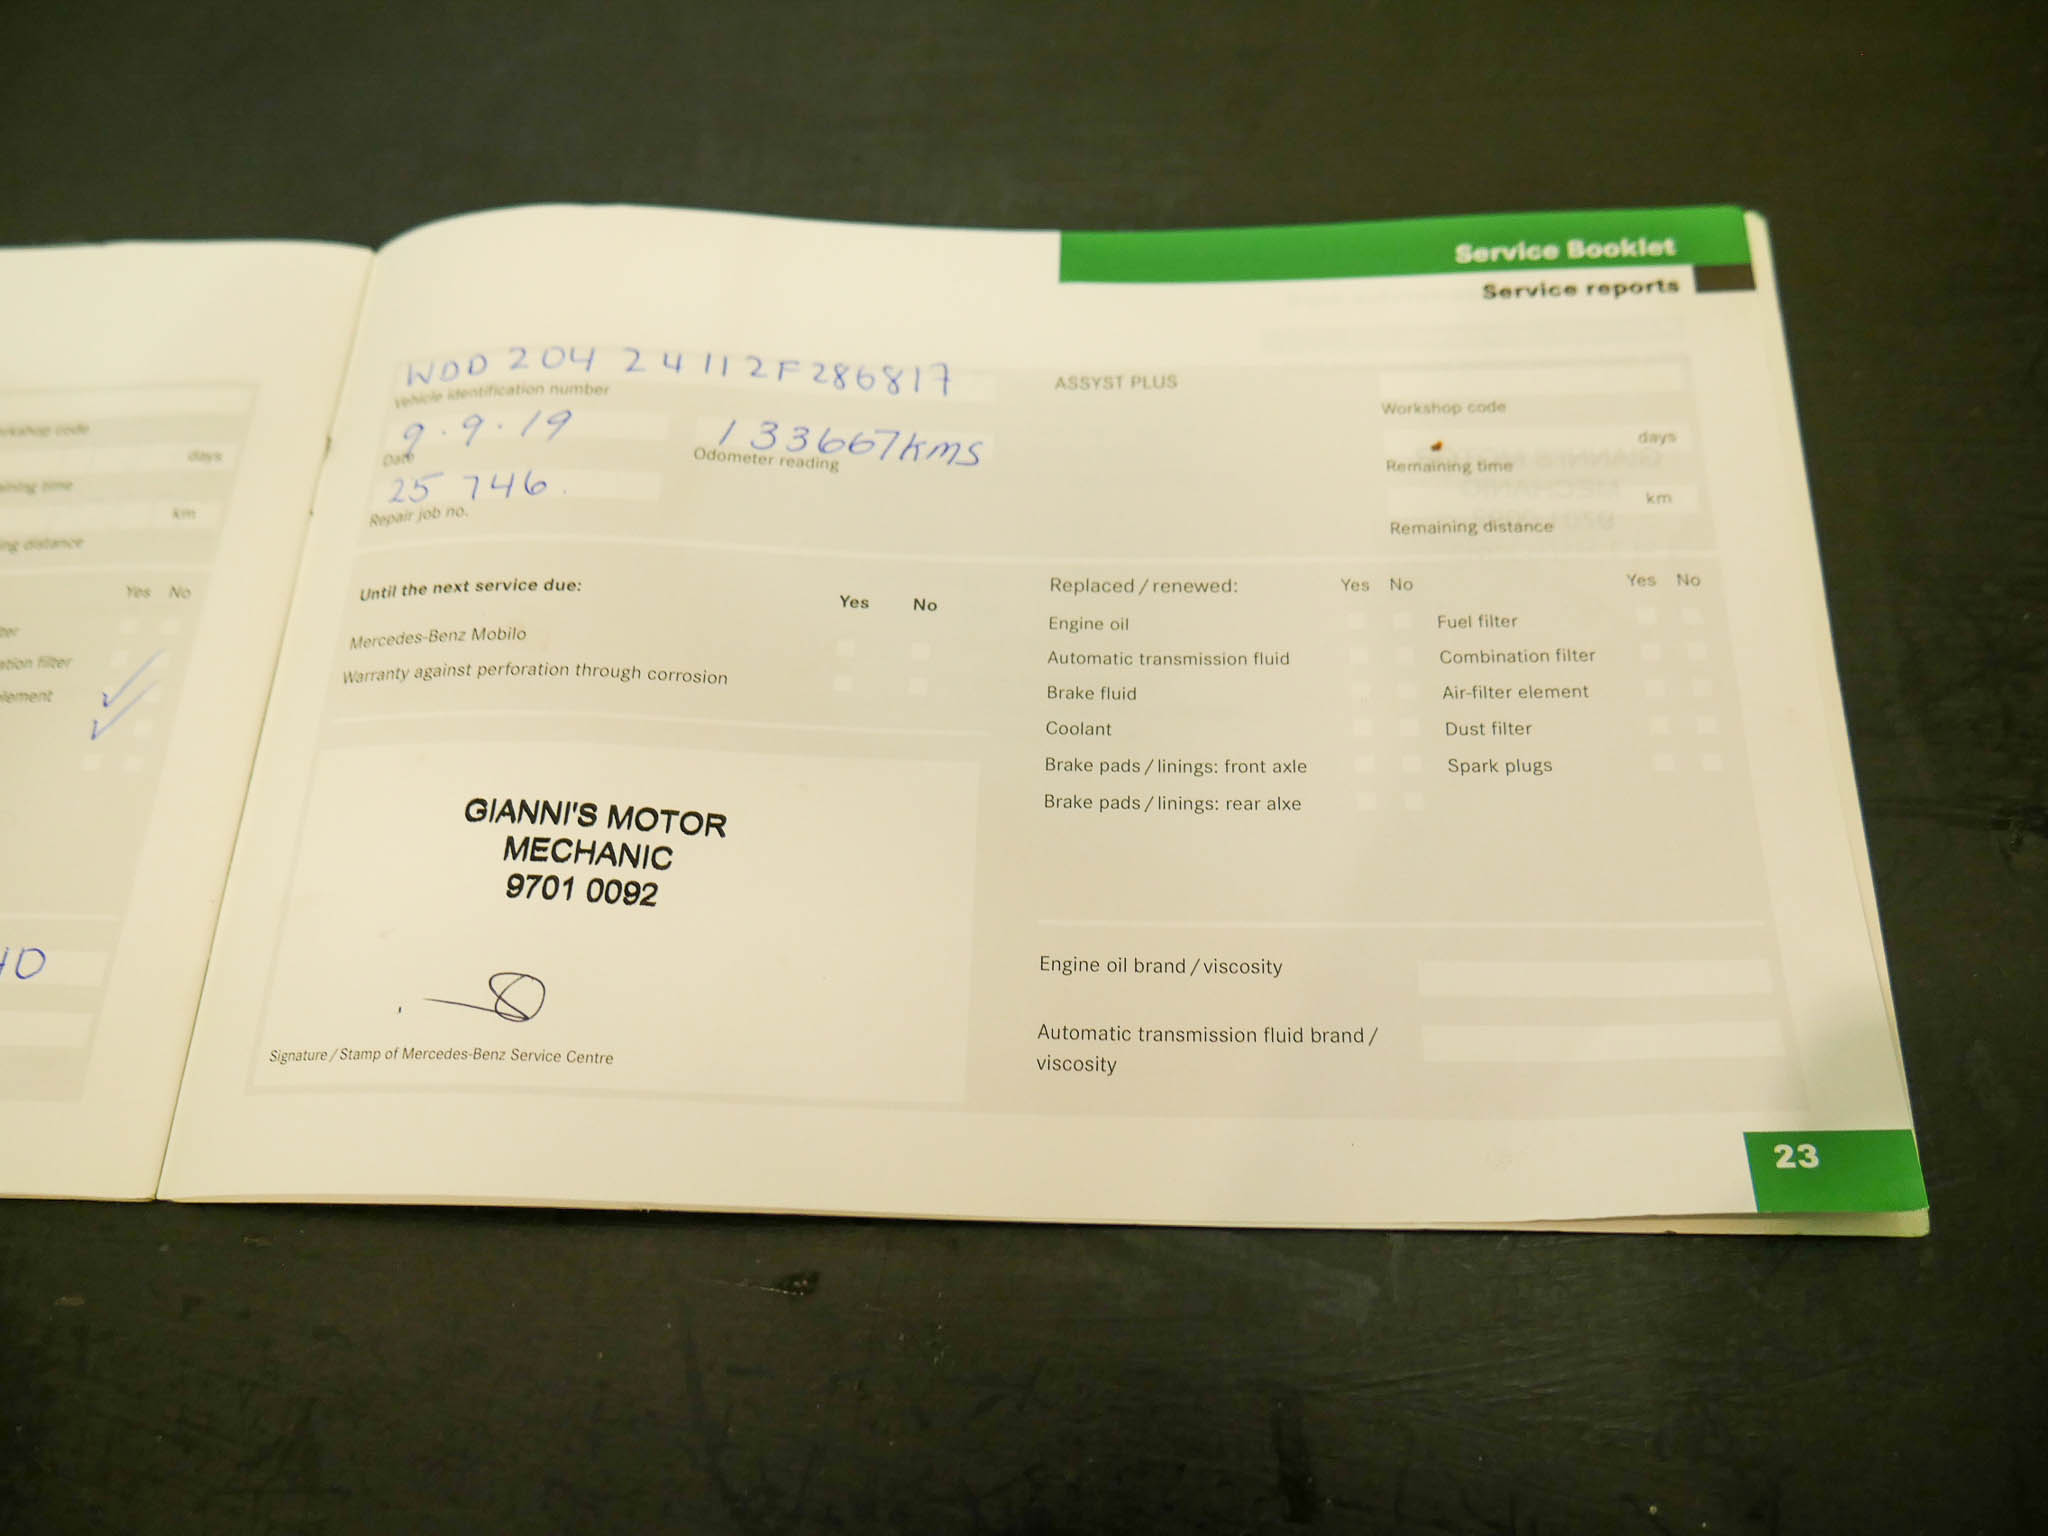 Service Booklet
Service reports
WDD 204 24112F286817
Vehicle identification number
9.9.19
Date
133667kms
Odometer reading
25 746.
Repair job no.
ASSYST PLUS
Workshop code
days
Remaining time
km
Remaining distance
Until the next service due:
Yes No
Mercedes-Benz Mobilo
Warranty against perforation through corrosion
GIANNI'S MOTOR
MECHANIC
9701 0092
Signature / Stamp of Mercedes-Benz Service Centre
Replaced / renewed: Yes No
Engine oil
Automatic transmission fluid
Brake fluid
Coolant
Brake pads / linings: front axle
Brake pads / linings: rear alxe
Yes No
Fuel filter
Combination filter
Air-filter element
Dust filter
Spark plugs
Engine oil brand / viscosity
Automatic transmission fluid brand /
viscosity
23
code
days
time
km
distance
Yes No
filter